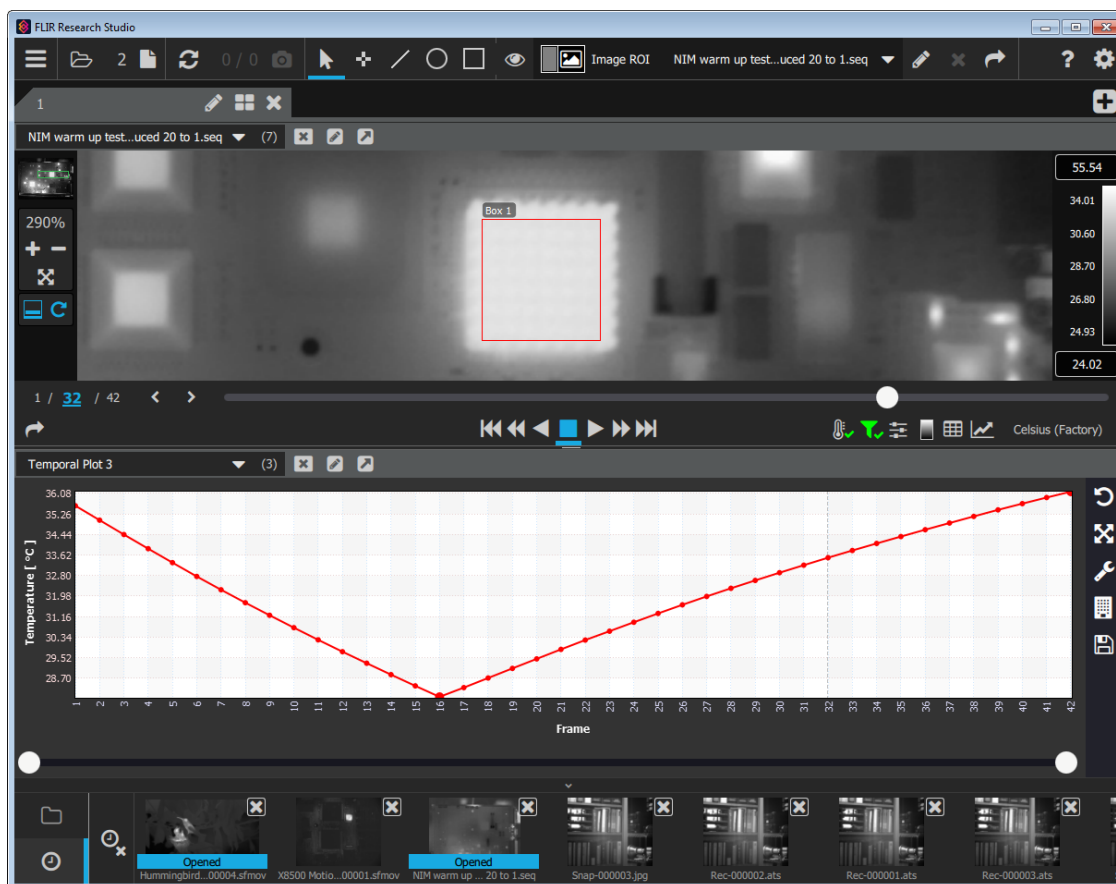 FLIR Research Studio
2
0 / 0
Image ROI
NIM warm up test...uced 20 to 1.seq
?
1
NIM warm up test...uced 20 to 1.seq
(7)
290%
Box 1
55.54
34.01
30.60
28.70
26.80
24.93
24.02
1 / 32 / 42
Celsius (Factory)
Temporal Plot 3
(3)
Temperature [ °C ]
36.08
35.26
34.44
33.62
32.80
31.98
31.16
30.34
29.52
28.70
1 2 3 4 5 6 7 8 9 10 11 12 13 14 15 16 17 18 19 20 21 22 23 24 25 26 27 28 29 30 31 32 33 34 35 36 37 38 39 40 41 42
Frame
Opened
Opened
Hummingbird...00004.sfmov
X8500 Motio...00001.sfmov
NIM warm up ... 20 to 1.seq
Snap-000003.jpg
Rec-000002.ats
Rec-000001.ats
Rec-000003.ats